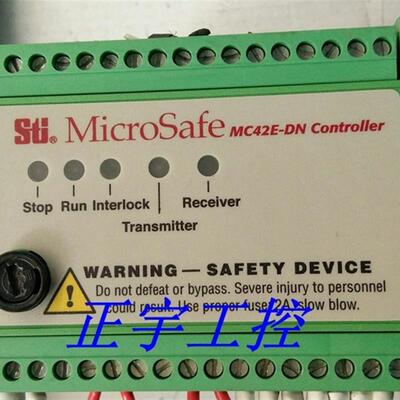 Sti® MicroSafe MC42E-DN Controller
Stop Run Interlock Receiver
Transmitter
WARNING — SAFETY DEVICE
Do not defeat or bypass. Severe injury to personnel
could result. Use proper fuse, 2A, slow blow.
正宇工控